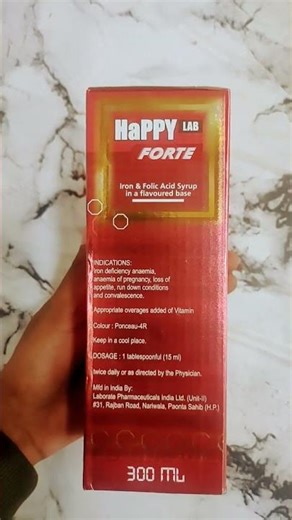 HaPPY LAB
FORTE
Iron & Folic Acid Syrup
in a flavoured base
INDICATIONS:
Iron deficiency anaemia,
anaemia of pregnancy, loss of
appetite, run down conditions
and convalescence.
Appropriate overages added of Vitamin
Colour : Ponceau-4R
Keep in a cool place.
DOSAGE : 1 tablespoonful (15 ml)
twice daily or as directed by the Physician.
Mfd in India By:
Laborate Pharmaceuticals India Ltd. (Unit-II)
#31, Rajban Road, Nariwala, Paonta Sahib (H.P.)
300 ML